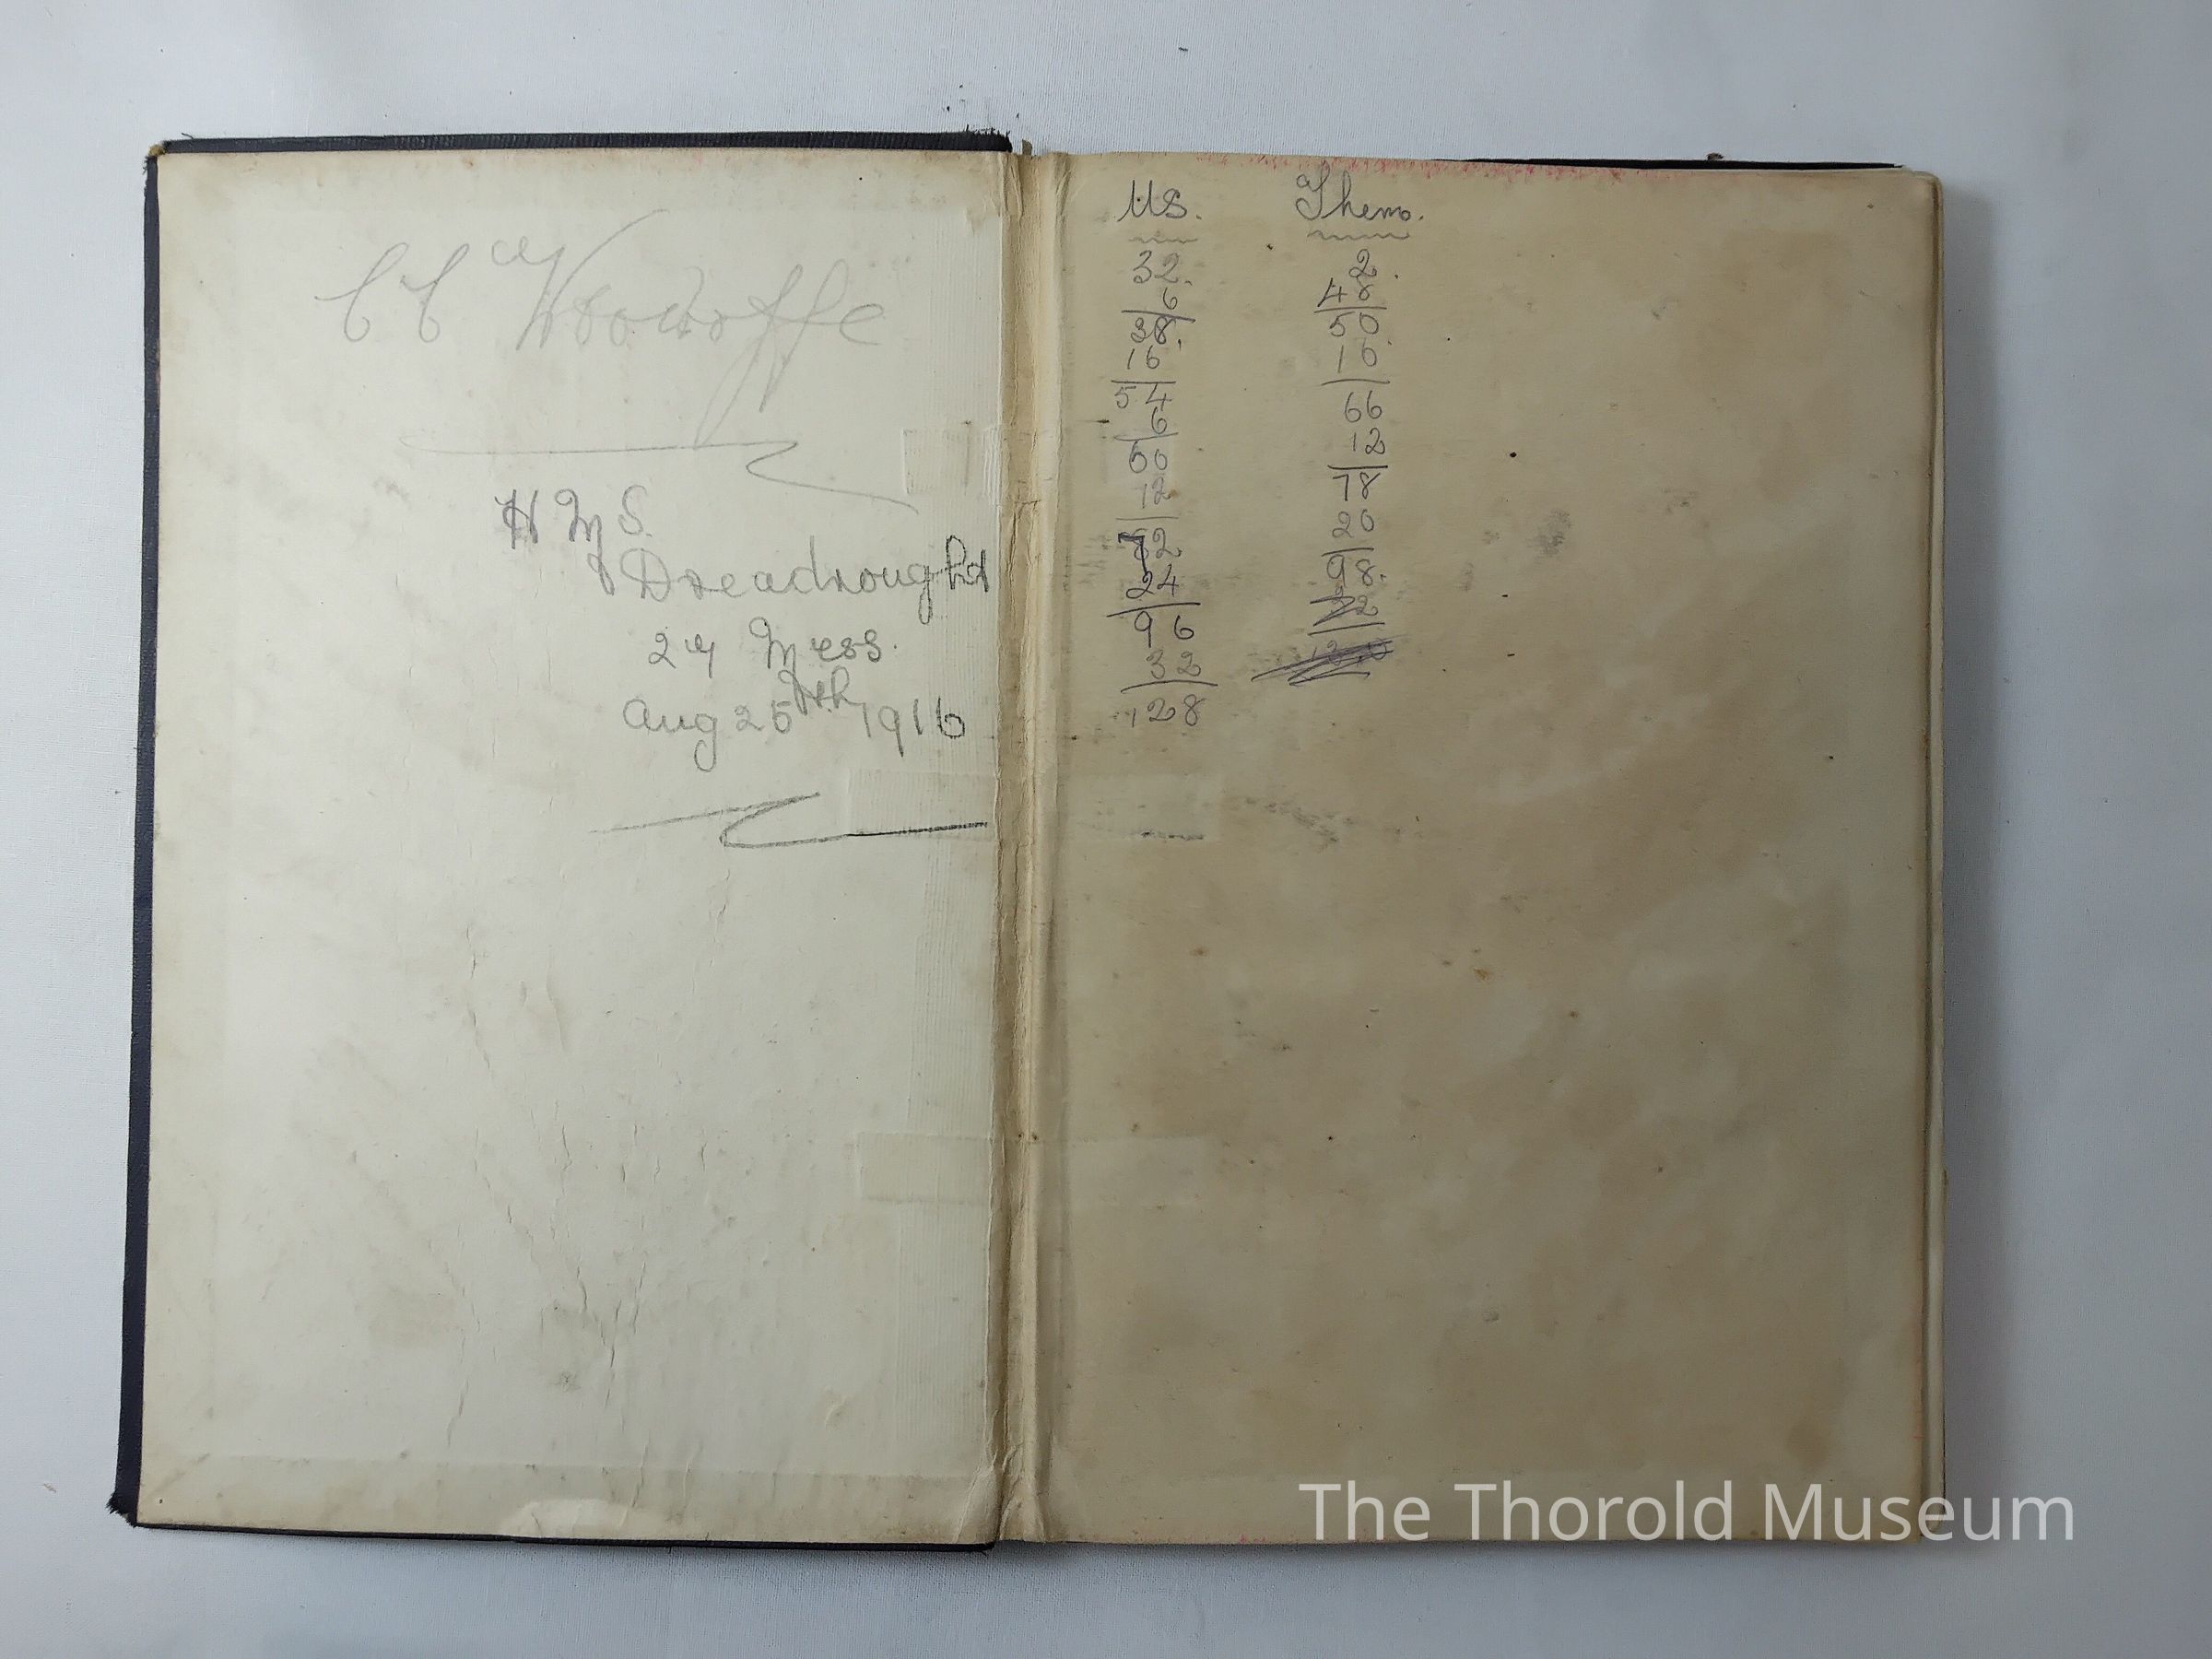 C C W Woodroffe
H M S.
Dreadnought
24 Mess.
Aug 25th 1916
Us. Them.
32. 2.
6 48
38. 50
16 16
54 66
6 12
60 78
12 20
72 98.
24
96
32
128
The Thorold Museum